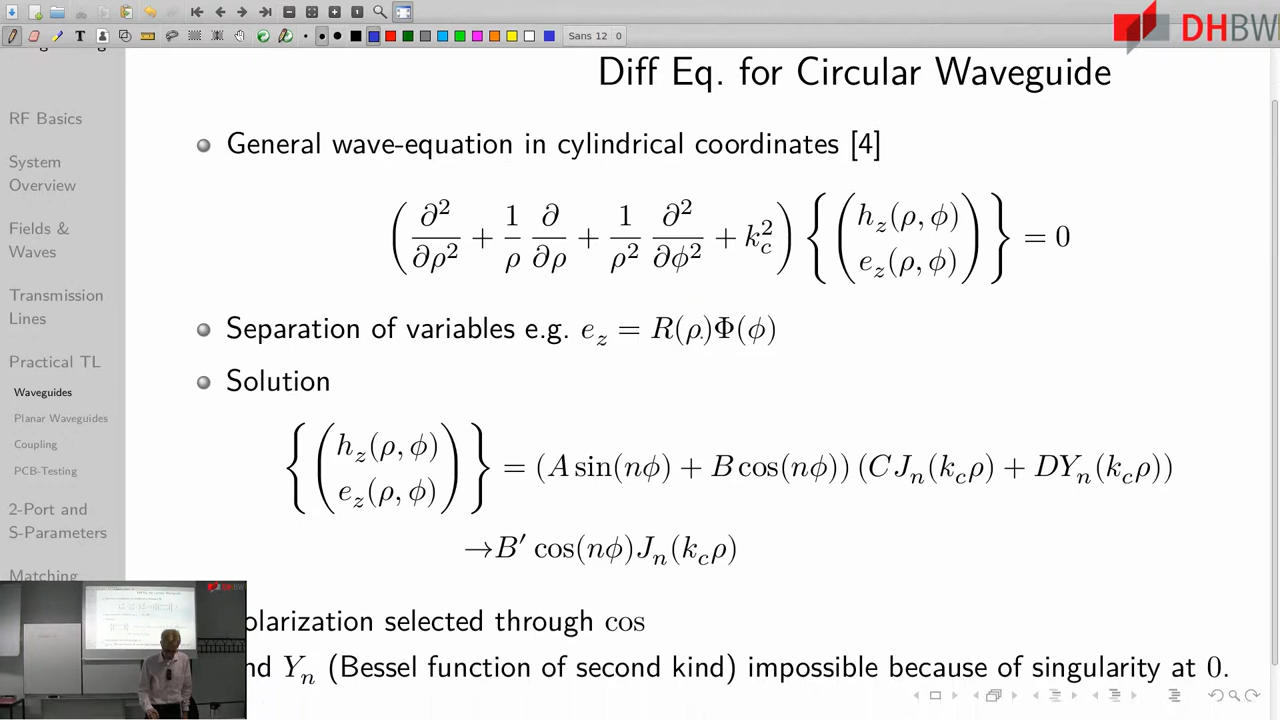 Sans 12 0
DHBW
Diff Eq. for Circular Waveguide
RF Basics
System
Overview
Fields &
Waves
Transmission
Lines
Practical TL
Waveguides
Planar Waveguides
Coupling
PCB-Testing
2-Port and
S-Parameters
Matching
General wave-equation in cylindrical coordinates [4]
(∂²/∂ρ² + 1/ρ ∂/∂ρ + 1/ρ² ∂²/∂ϕ² + k_c²) {(h_z(ρ, ϕ) e_z(ρ, ϕ))} = 0
Separation of variables e.g. e_z = R(ρ)Φ(ϕ)
Solution
{(h_z(ρ, ϕ) e_z(ρ, ϕ))} = (A sin(nϕ) + B cos(nϕ)) (CJ_n(k_cρ) + DY_n(k_cρ))
→B′ cos(nϕ)J_n(k_cρ)
olarization selected through cos
nd Y_n (Bessel function of second kind) impossible because of singularity at 0.